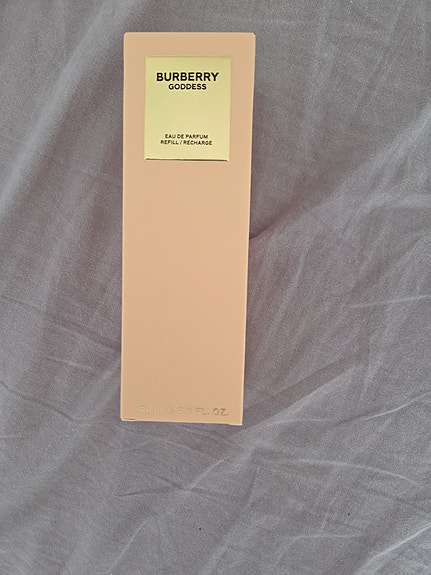 BURBERRY
GODDESS
EAU DE PARFUM
REFILL / RECHARGE
FL. OZ.